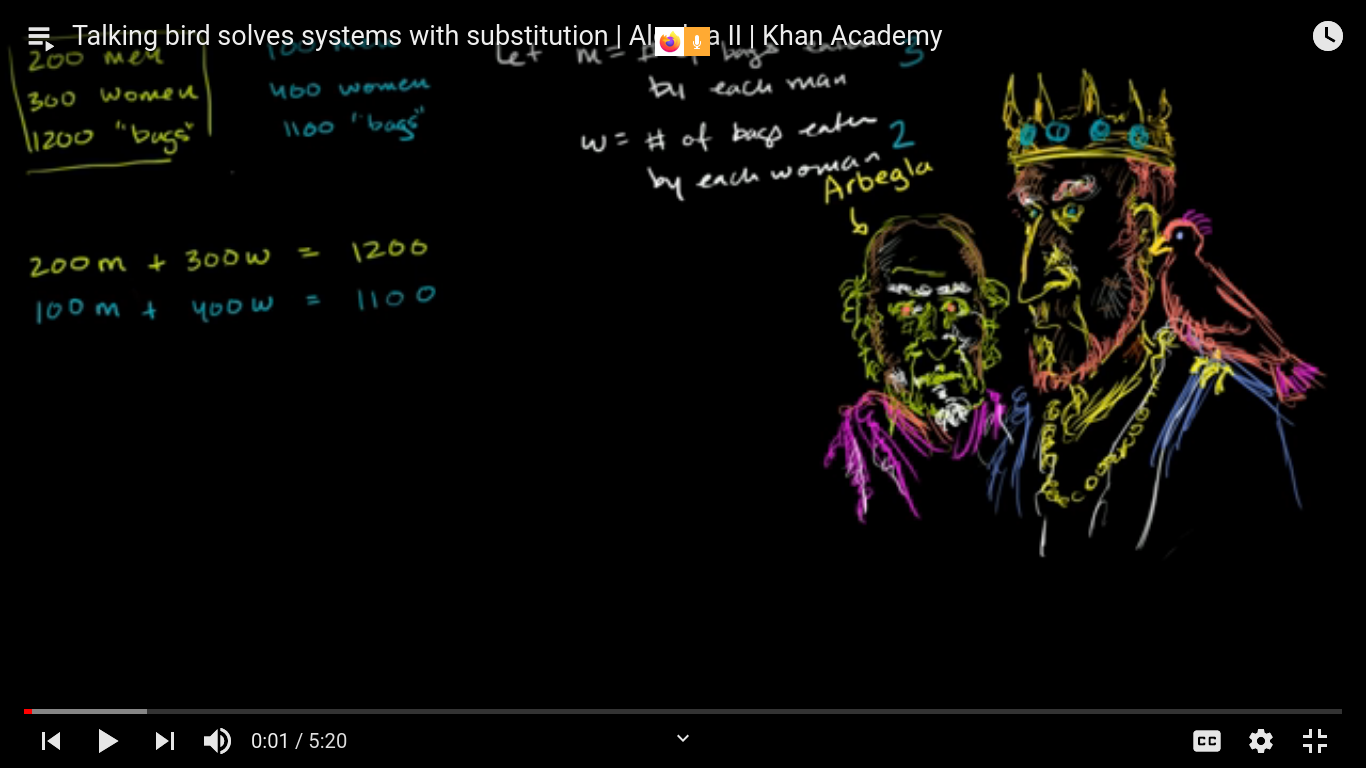 Talking bird solves systems with substitution | Al a II | Khan Academy
200 men
300 women
1200 "bags"
100 men
400 women
1100 "bags"
Let m = # of bags eaten 3
by each man
w = # of bags eaten 2
by each woman
Arbegla
200m + 300w = 1200
100m + 400w = 1100
0:01 / 5:20
CC